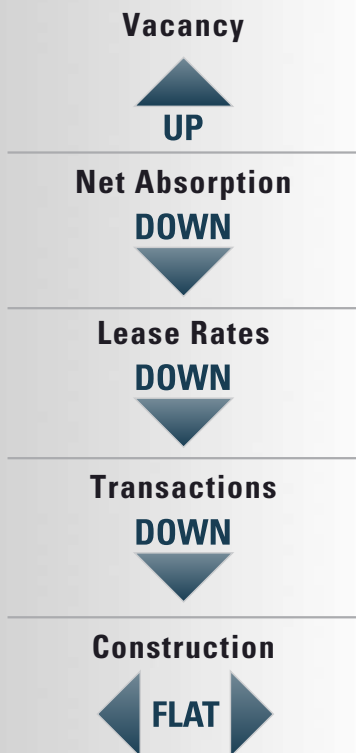 Vacancy
UP
Net Absorption
DOWN
Lease Rates
DOWN
Transactions
DOWN
Construction
FLAT